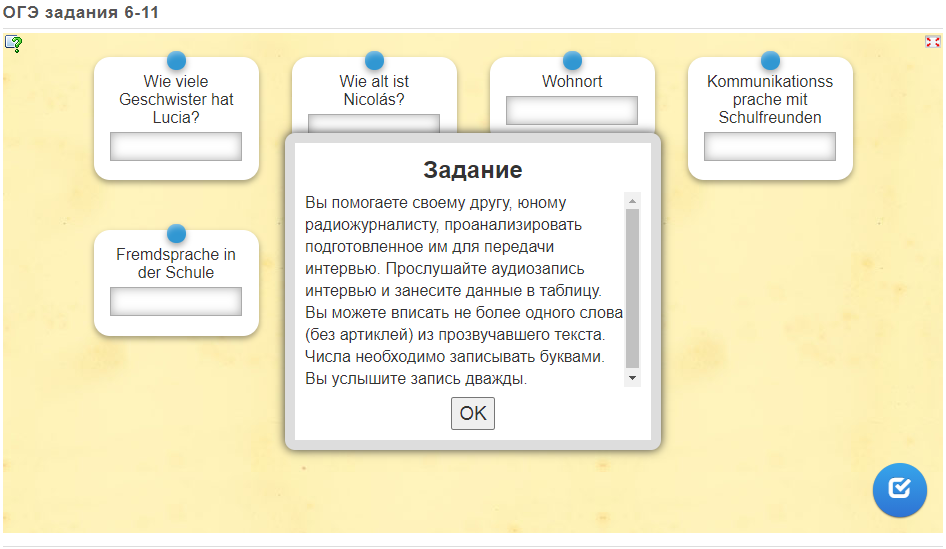 ОГЭ задания 6-11
Wie viele
Geschwister hat
Lucia?
Wie alt ist
Nicolás?
Wohnort
Kommunikationss
prache mit
Schulfreunden
Fremdsprache in
der Schule
Задание
Вы помогаете своему другу, юному
радиожурналисту, проанализировать
подготовленное им для передачи
интервью. Прослушайте аудиозапись
интервью и занесите данные в таблицу.
Вы можете вписать не более одного слова
(без артиклей) из прозвучавшего текста.
Числа необходимо записывать буквами.
Вы услышите запись дважды.
OK